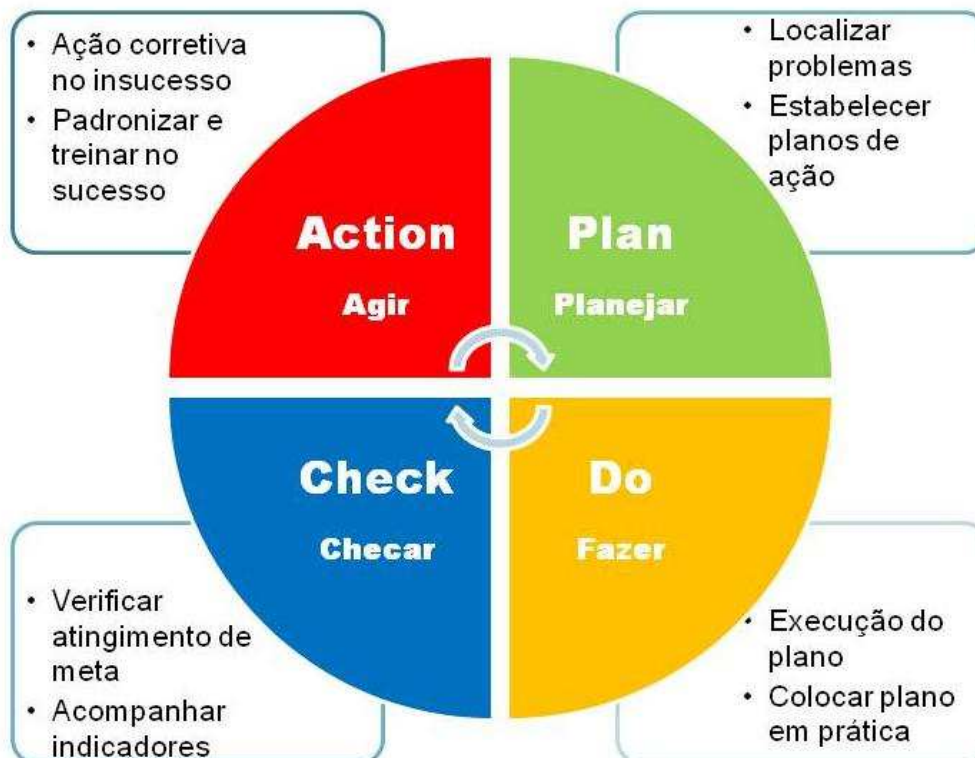 • Ação corretiva
no insucesso
• Padronizar e
treinar no
sucesso
• Localizar
problemas
• Estabelecer
planos de
ação
Action
Agir
Plan
Planejar
Check
Checar
Do
Fazer
• Verificar
atingimento de
meta
• Acompanhar
indicadores
• Execução do
plano
• Colocar plano
em prática